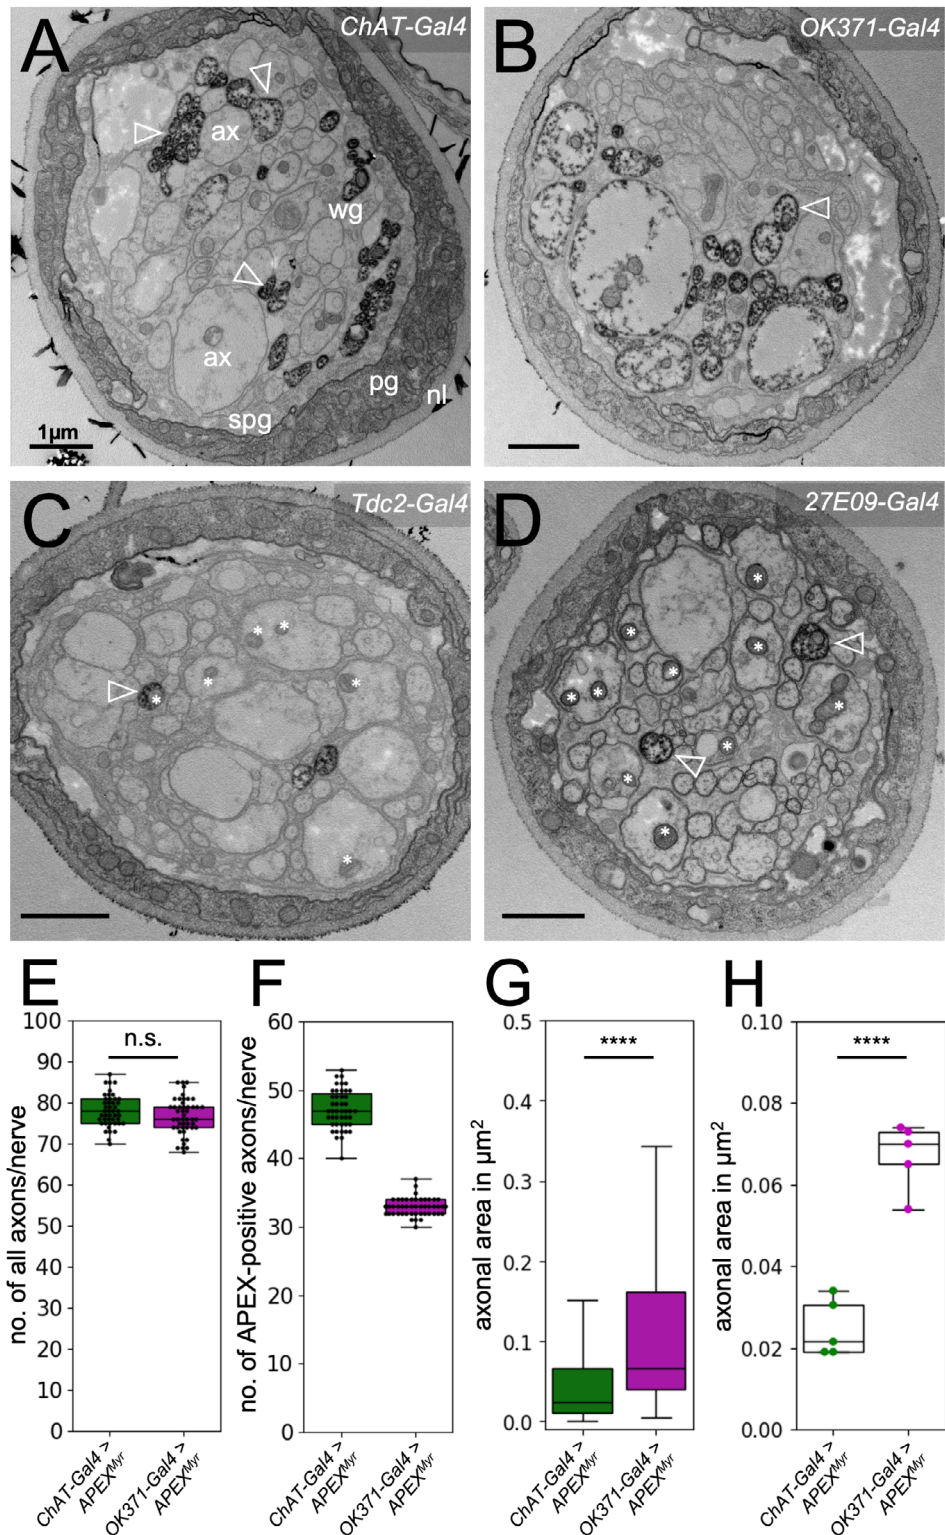 A
ChAT-Gal4
ax
wg
ax
pg
nl
spg
1µm
B
OK371-Gal4
C
Tdc2-Gal4
*
*
*
*
*
*
D
27E09-Gal4
*
*
*
*
*
*
*
*
*
*
E
100
90
80
70
60
50
40
30
20
10
0
no. of all axons/nerve
n.s.
ChAT-Gal4 >
APEXᴹʸʳ
OK371-Gal4 >
APEXᴹʸʳ
F
60
50
40
30
20
10
0
no. of APEX-positive axons/nerve
ChAT-Gal4 >
APEXᴹʸʳ
OK371-Gal4 >
APEXᴹʸʳ
G
0.5
0.4
0.3
0.2
0.1
0.0
axonal area in µm²
****
ChAT-Gal4 >
APEXᴹʸʳ
OK371-Gal4 >
APEXᴹʸʳ
H
0.10
0.08
0.06
0.04
0.02
0.00
axonal area in µm²
****
ChAT-Gal4 >
APEXᴹʸʳ
OK371-Gal4 >
APEXᴹʸʳ